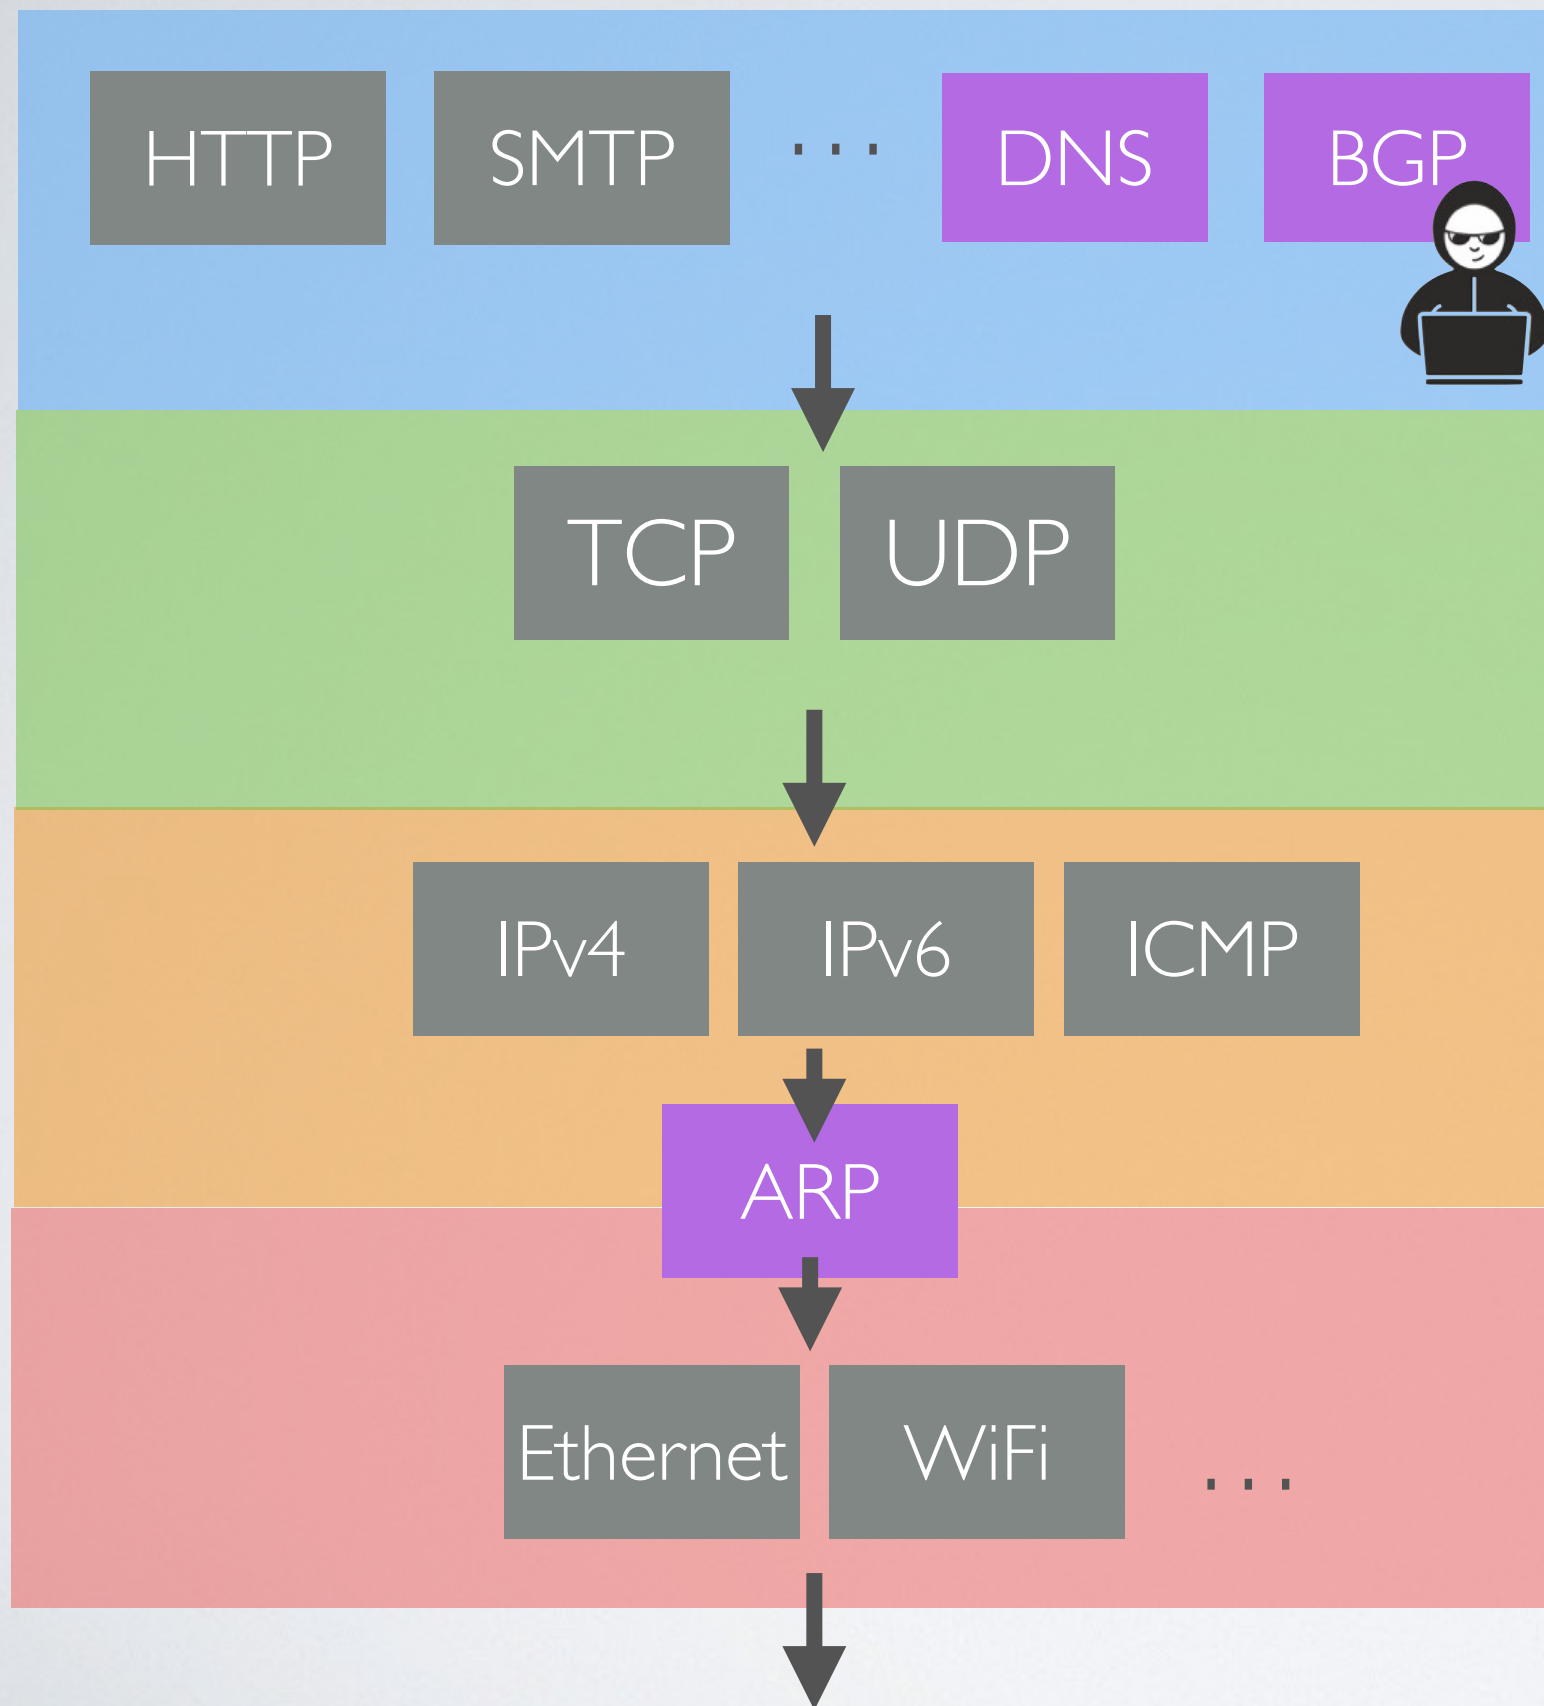 HTTP SMTP ... DNS BGP
TCP UDP
IPv4 IPv6 ICMP
ARP
Ethernet WiFi ...